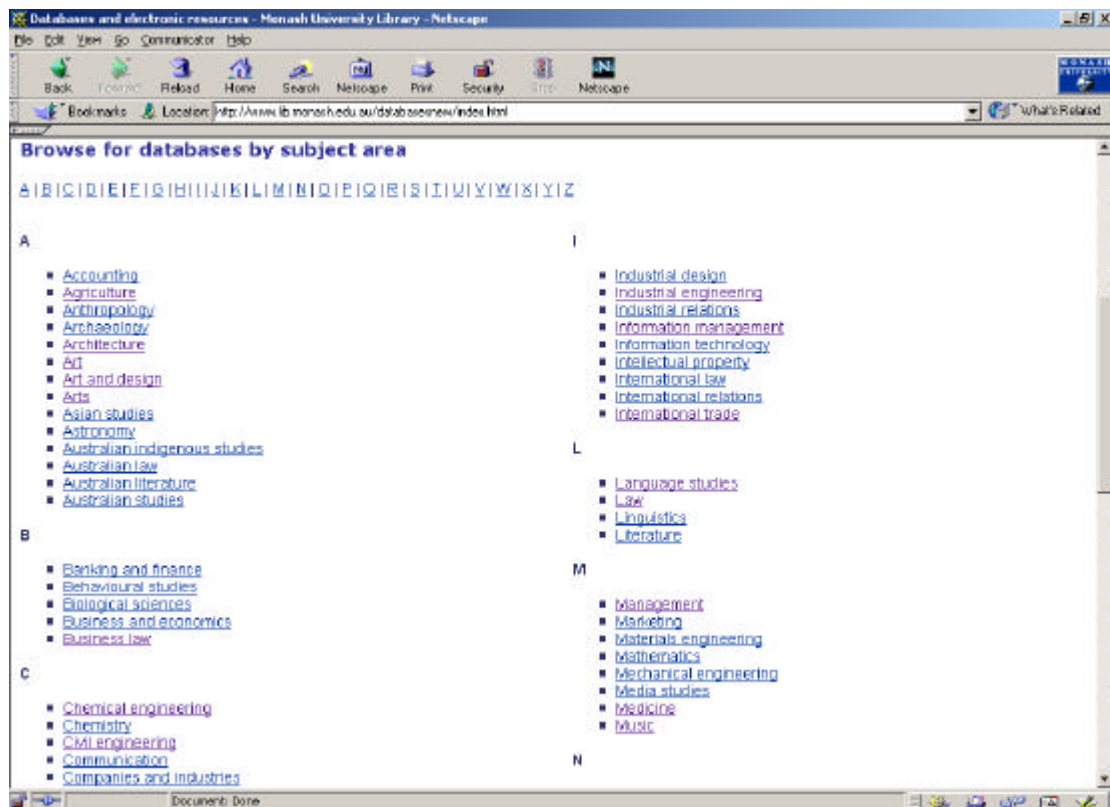 Databases and electronic resources - Monash University Library - Netscape
File Edit View Go Communicator Help
Back Forward Reload Home Search Netscape Print Security Stop Netscape
MONASH UNIVERSITY
Bookmarks Location: http://www.lib.monash.edu.au/databasesnew/index.html What's Related
Browse for databases by subject area
A | B | C | D | E | F | G | H | I | J | K | L | M | N | O | P | Q | R | S | T | U | V | W | X | Y | Z
A
Accounting
Agriculture
Anthropology
Archaeology
Architecture
Art
Art and design
Arts
Asian studies
Astronomy
Australian indigenous studies
Australian law
Australian literature
Australian studies
B
Banking and finance
Behavioural studies
Biological sciences
Business and economics
Business law
C
Chemical engineering
Chemistry
Civil engineering
Communication
Companies and industries
I
Industrial design
Industrial engineering
Industrial relations
Information management
Information technology
Intellectual property
International law
International relations
International trade
L
Language studies
Law
Linguistics
Literature
M
Management
Marketing
Materials engineering
Mathematics
Mechanical engineering
Media studies
Medicine
Music
N
Document: Done